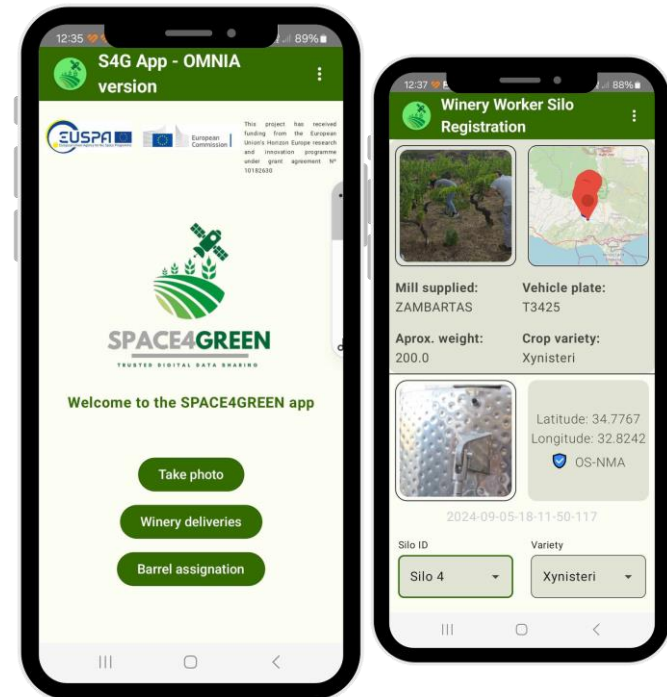 12:35
89%
S4G App - OMNIA
version
EUSPA
European
Commission
This project has received
funding from the European
Union's Horizon Europe research
and innovation programme
under grant agreement Nº
10182630
SPACE4GREEN
TRUSTED DIGITAL DATA SHARING
Welcome to the SPACE4GREEN app
Take photo
Winery deliveries
Barrel assignation
12:37
88%
Winery Worker Silo
Registration
Mill supplied:
ZAMBARTAS
Vehicle plate:
T3425
Aprox. weight:
200.0
Crop variety:
Xynisteri
Latitude: 34.7767
Longitude: 32.8242
OS-NMA
2024-09-05-18-11-50-117
Silo ID
Silo 4
Variety
Xynisteri